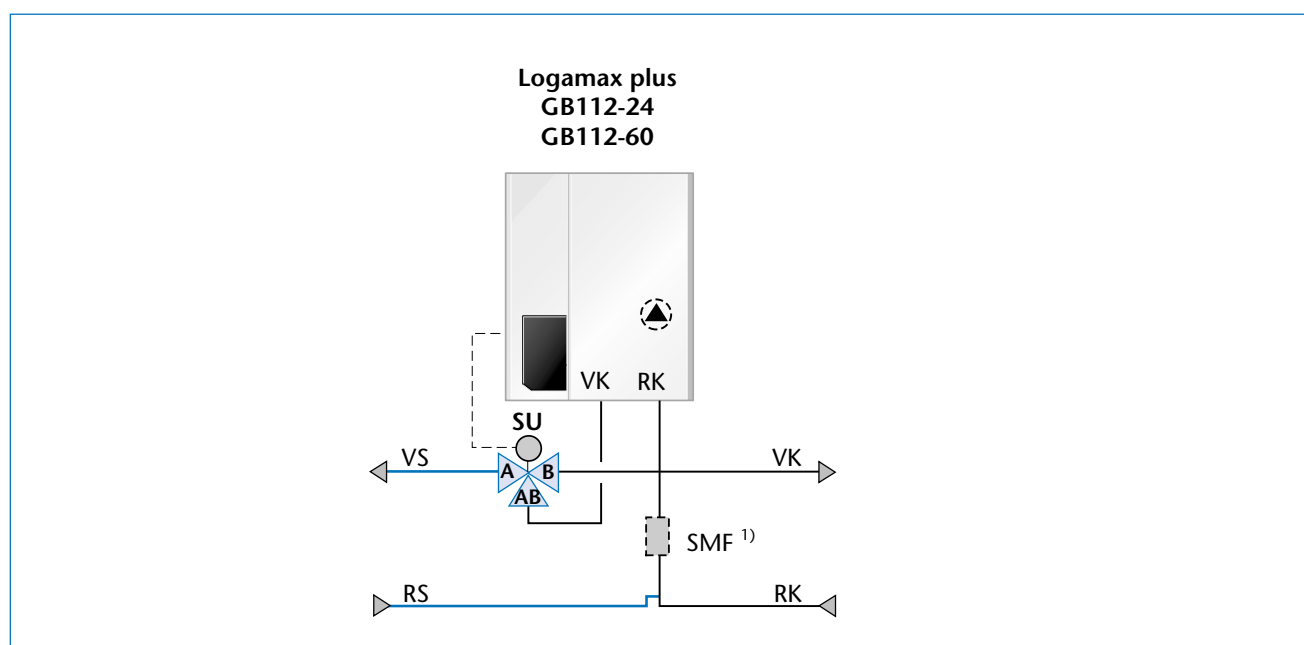 Logamax plus
GB112-24
GB112-60
VK RK
SU
VS A B VK
AB
SMF 1)
RS RK